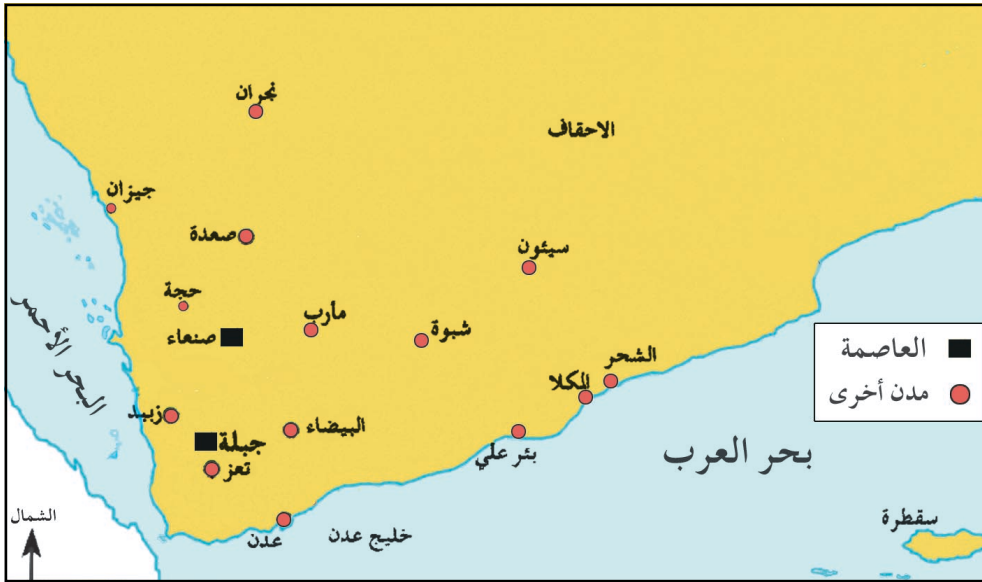 نجران
الاحقاف
جيزان
صعدة
سيئون
حجة
مأرب
شبوة
صنعاء
البحر الأحمر
الشحر
المكلا
العاصمة
مدن أخرى
زبيد
جبلة
البيضاء
تعز
بئر علي
بحر العرب
عدن
خليج عدن
سقطرة
الشمال